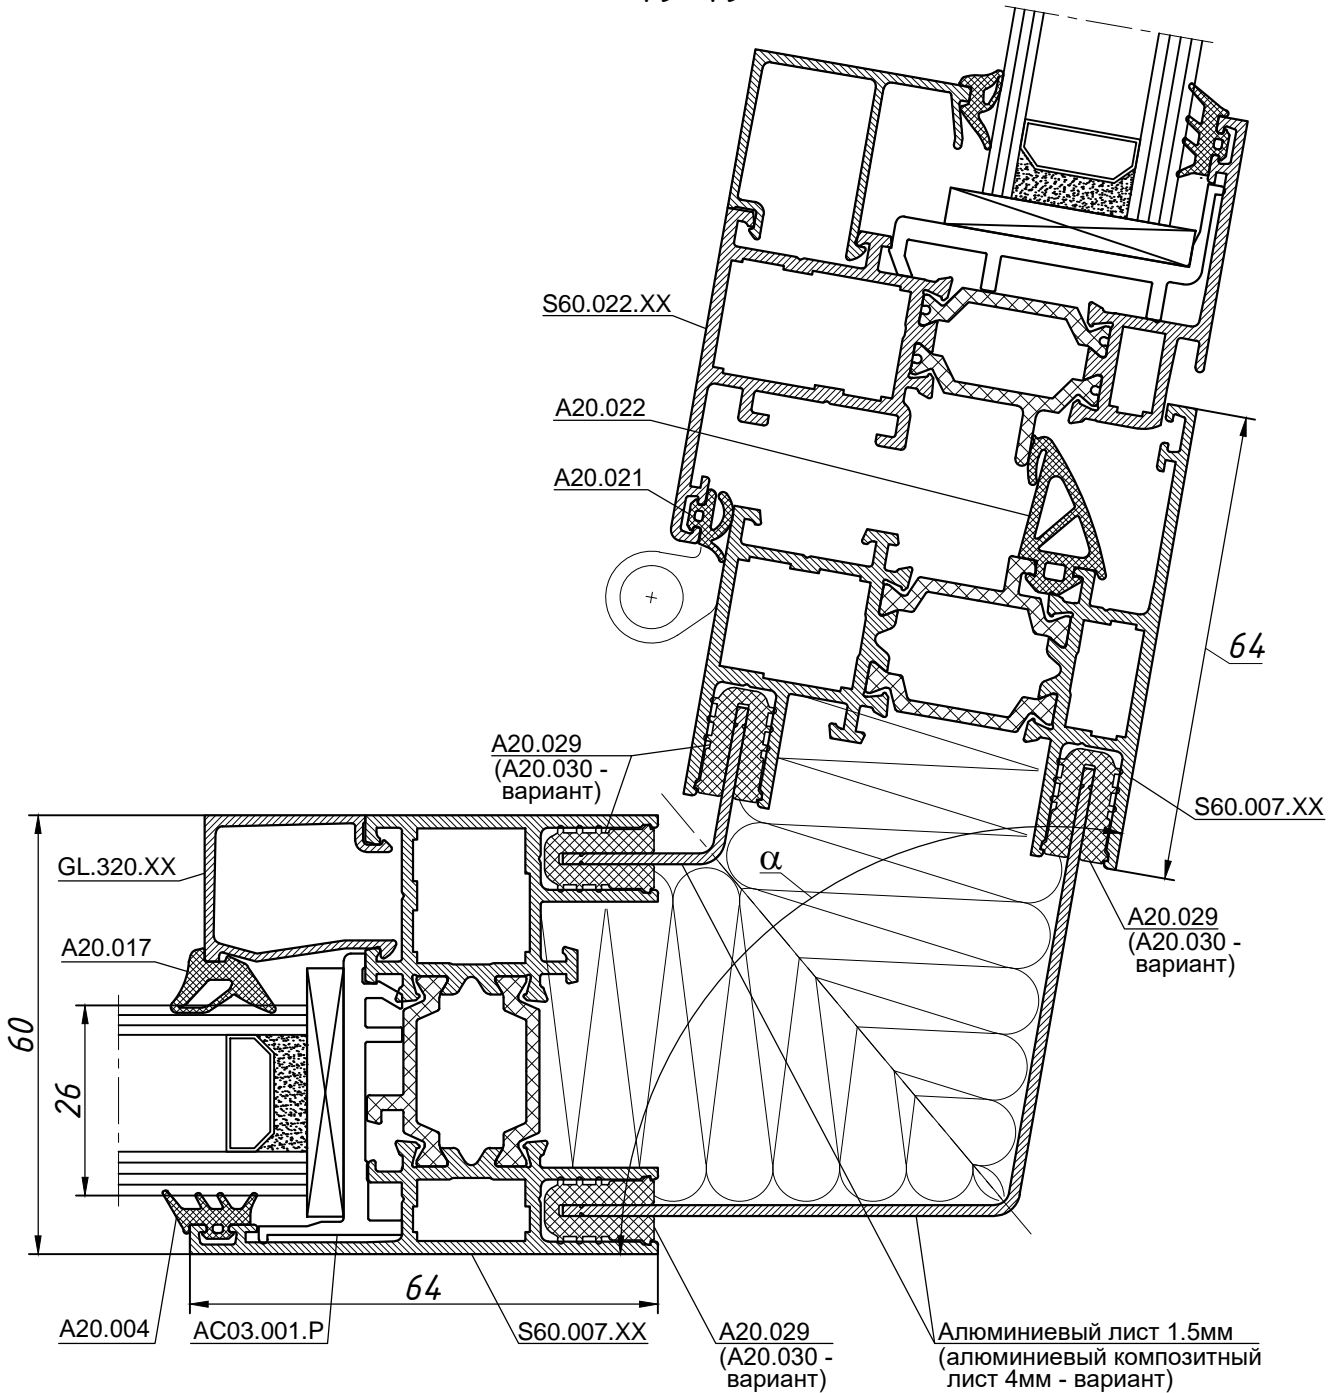 S60.022.XX
A20.022
A20.021
64
A20.029
(A20.030 -
вариант)
S60.007.XX
GL.320.XX
α
A20.029
(A20.030 -
вариант)
A20.017
60
26
64
A20.004
AC03.001.P
S60.007.XX
A20.029
(A20.030 -
вариант)
Алюминиевый лист 1.5мм
(алюминиевый композитный
лист 4мм - вариант)